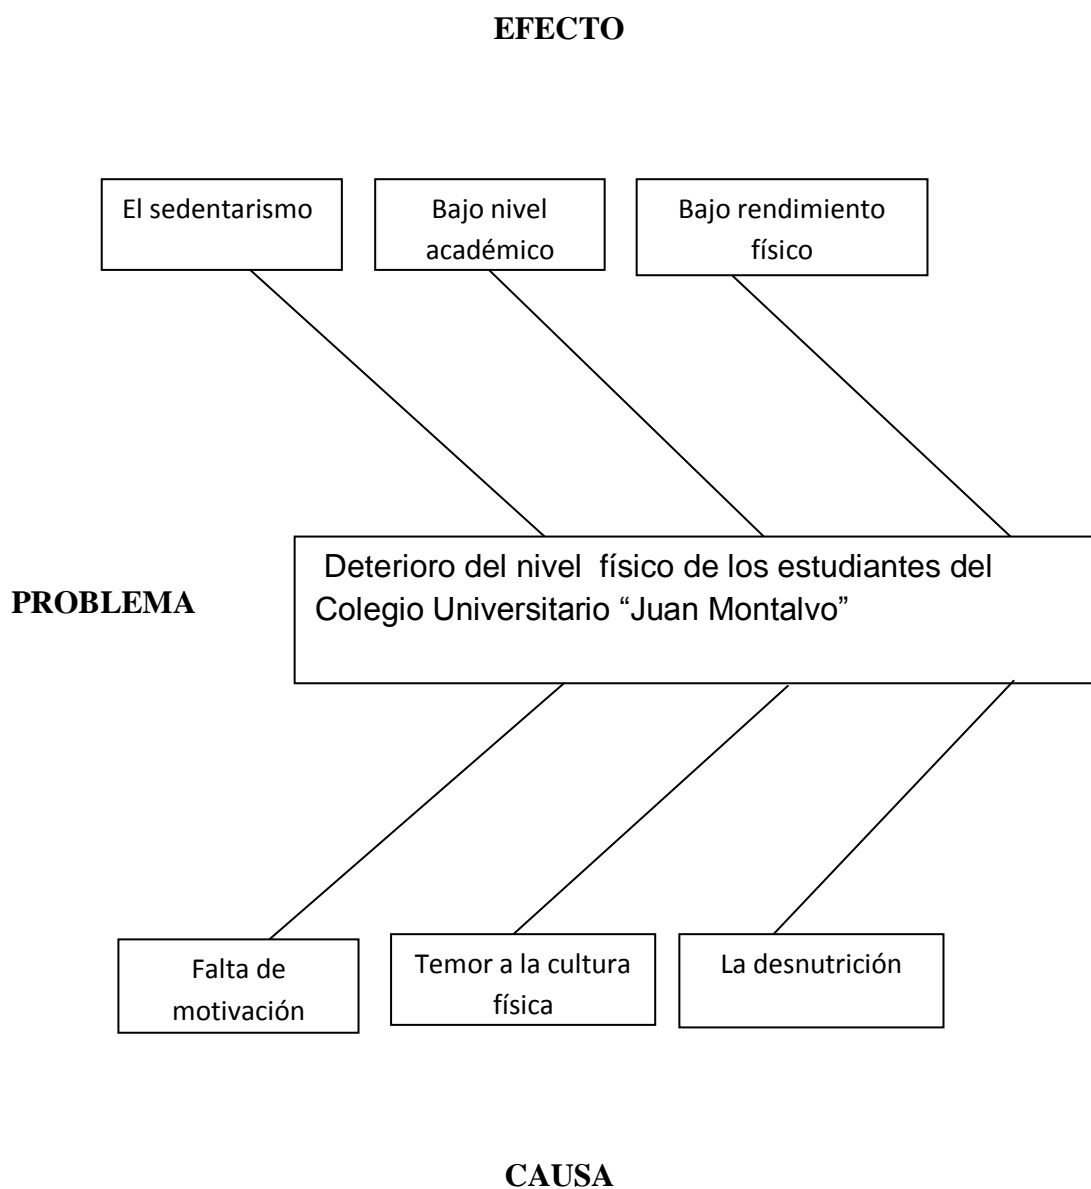 EFECTO
El sedentarismo
Bajo nivel
académico
Bajo rendimiento
físico
PROBLEMA
Deterioro del nivel físico de los estudiantes del
Colegio Universitario “Juan Montalvo”
Falta de
motivación
Temor a la cultura
física
La desnutrición
CAUSA